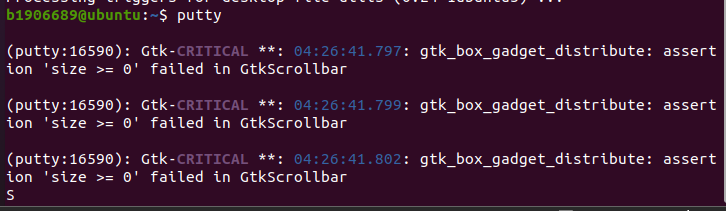 Processing triggers for desktop-file-utils (0.24-1ubuntu3) ...
b1906689@ubuntu:~$ putty
(putty:16590): Gtk-CRITICAL **: 04:26:41.797: gtk_box_gadget_distribute: assert
ion 'size >= 0' failed in GtkScrollbar
(putty:16590): Gtk-CRITICAL **: 04:26:41.799: gtk_box_gadget_distribute: assert
ion 'size >= 0' failed in GtkScrollbar
(putty:16590): Gtk-CRITICAL **: 04:26:41.802: gtk_box_gadget_distribute: assert
ion 'size >= 0' failed in GtkScrollbar
S